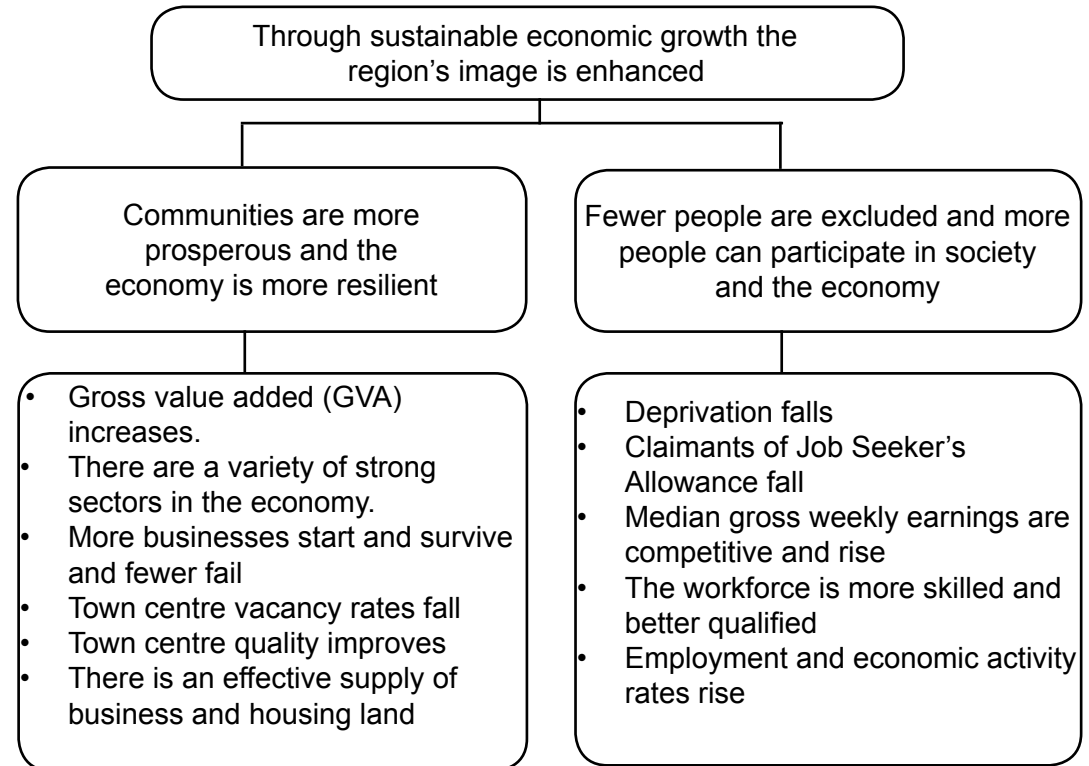 Through sustainable economic growth the
region's image is enhanced
Communities are more
prosperous and the
economy is more resilient
Fewer people are excluded and more
people can participate in society
and the economy
• Gross value added (GVA)
increases.
• There are a variety of strong
sectors in the economy.
• More businesses start and survive
and fewer fail
• Town centre vacancy rates fall
• Town centre quality improves
• There is an effective supply of
business and housing land
• Deprivation falls
• Claimants of Job Seeker's
Allowance fall
• Median gross weekly earnings are
competitive and rise
• The workforce is more skilled and
better qualified
• Employment and economic activity
rates rise